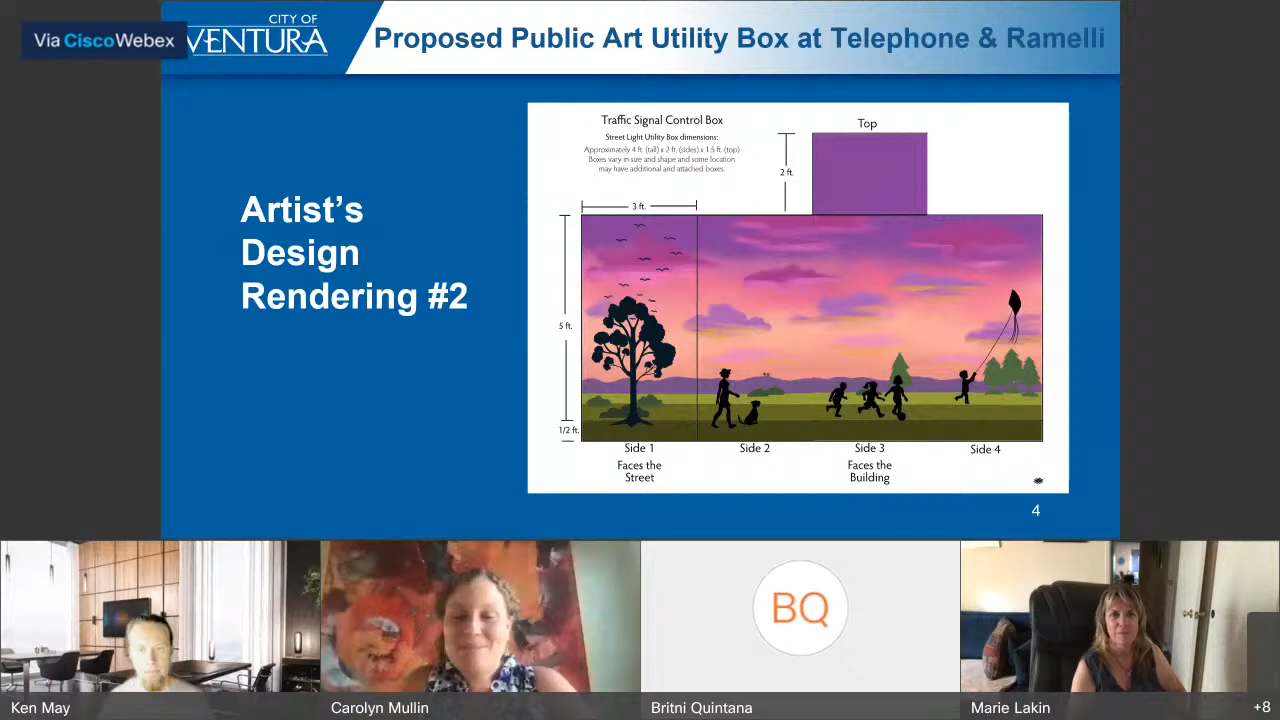 Via CiscoWebex
CITY OF
VENTURA
Proposed Public Art Utility Box at Telephone & Ramelli
Artist’s
Design
Rendering #2
Traffic Signal Control Box
Street Light Utility Box dimensions:
Approximately 4 ft. (tall) x 2 ft. (sides) x 1.5 ft. (top)
Boxes vary in size and shape and some location
may have additional and attached boxes.
Top
2 ft.
3 ft.
5 ft.
1/2 ft.
Side 1
Faces the
Street
Side 2
Side 3
Faces the
Building
Side 4
4
BQ
Ken May
Carolyn Mullin
Britni Quintana
Marie Lakin
+8